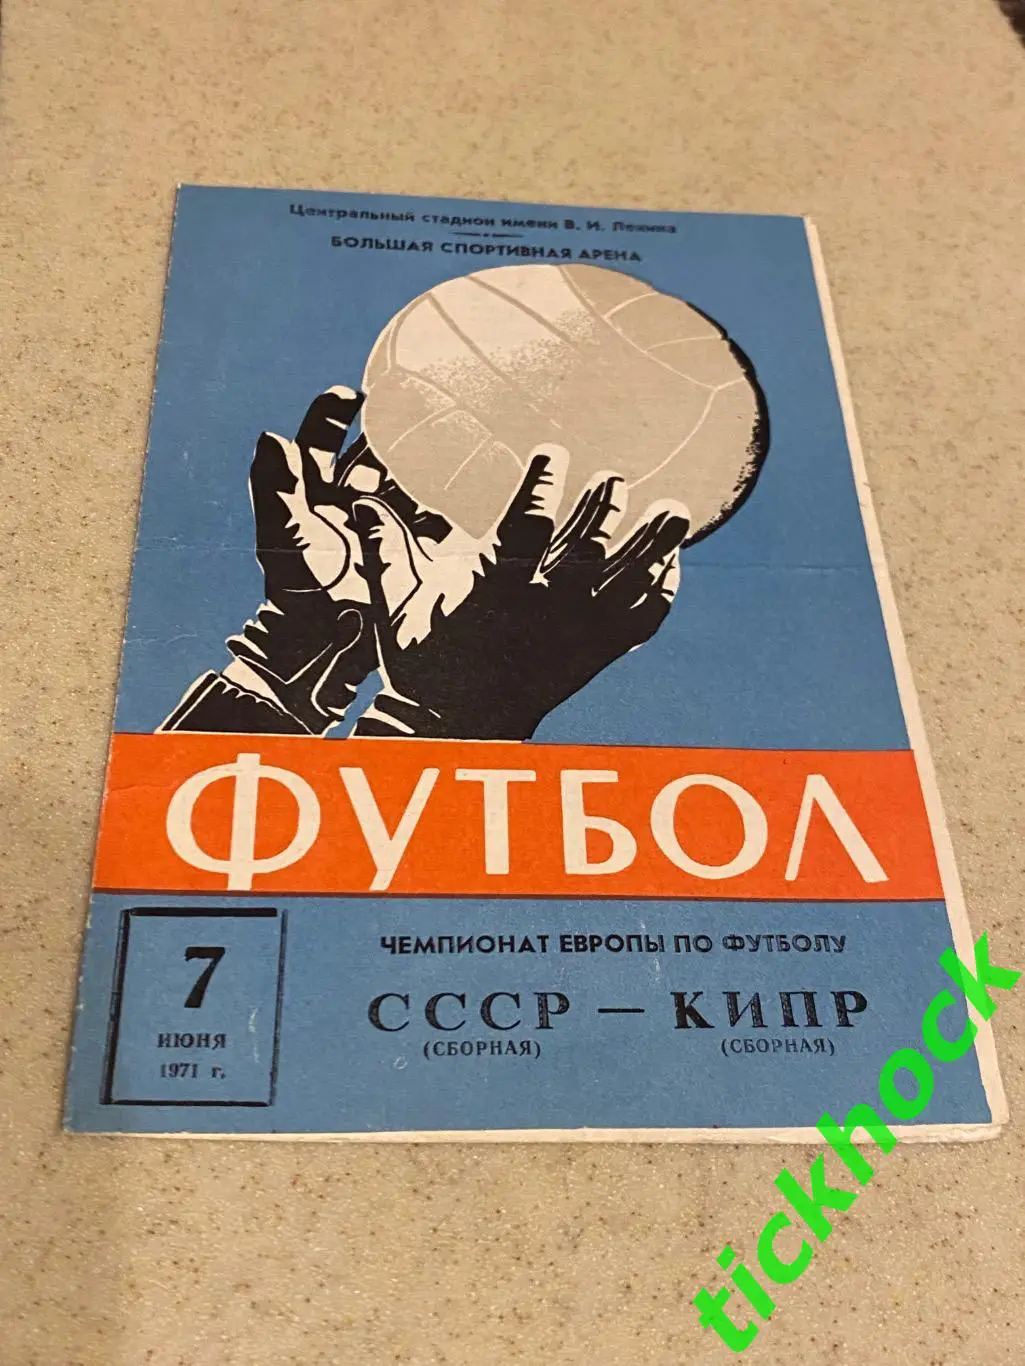 Центральный стадион имени В. И. Ленина
БОЛЬШАЯ СПОРТИВНАЯ АРЕНА
ФУТБОЛ
7
ИЮНЯ
1971 г.
ЧЕМПИОНАТ ЕВРОПЫ ПО ФУТБОЛУ
СССР — КИПР
(СБОРНАЯ) (СБОРНАЯ)
tickhock